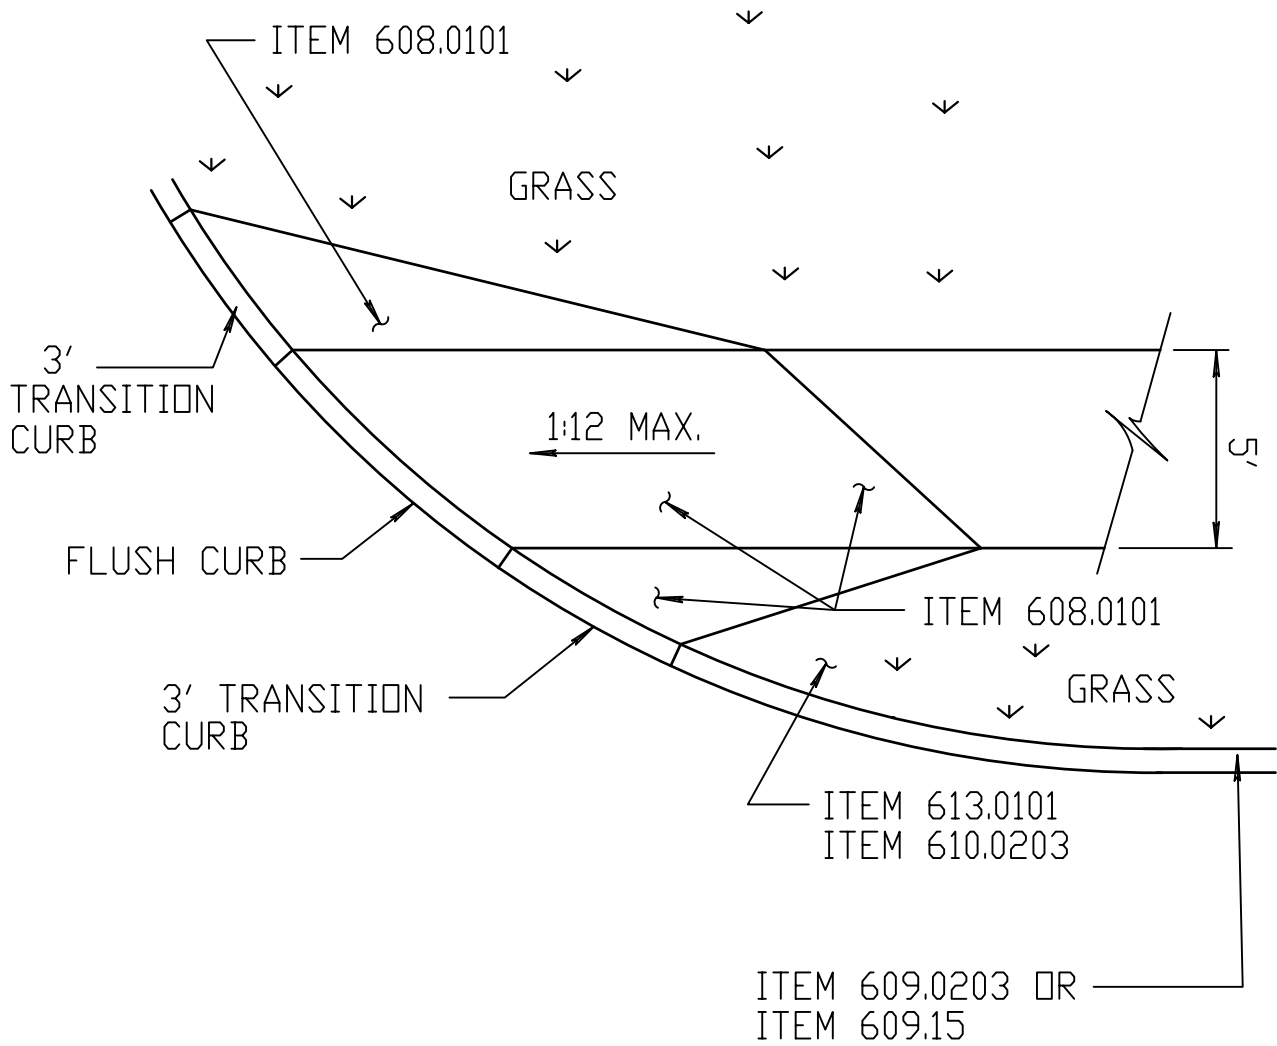 ITEM 608.0101
GRASS
3'
TRANSITION
CURB
1:12 MAX.
5'
FLUSH CURB
ITEM 608.0101
GRASS
3' TRANSITION
CURB
ITEM 613.0101
ITEM 610.0203
ITEM 609.0203 OR
ITEM 609.15